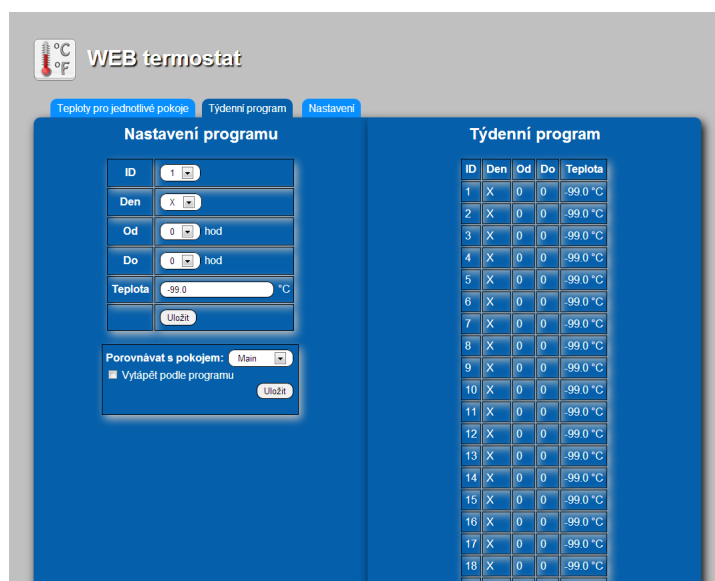 °C
°F
WEB termostat
Teploty pro jednotlivé pokoje Týdenní program Nastavení
Nastavení programu
ID 1
Den X
Od 0 hod
Do 0 hod
Teplota -99.0 °C
Uložit
Porovnávat s pokojem: Main
Vytápět podle programu
Uložit
Týdenní program
ID Den Od Do Teplota
1 X 0 0 -99.0 °C
2 X 0 0 -99.0 °C
3 X 0 0 -99.0 °C
4 X 0 0 -99.0 °C
5 X 0 0 -99.0 °C
6 X 0 0 -99.0 °C
7 X 0 0 -99.0 °C
8 X 0 0 -99.0 °C
9 X 0 0 -99.0 °C
10 X 0 0 -99.0 °C
11 X 0 0 -99.0 °C
12 X 0 0 -99.0 °C
13 X 0 0 -99.0 °C
14 X 0 0 -99.0 °C
15 X 0 0 -99.0 °C
16 X 0 0 -99.0 °C
17 X 0 0 -99.0 °C
18 X 0 0 -99.0 °C